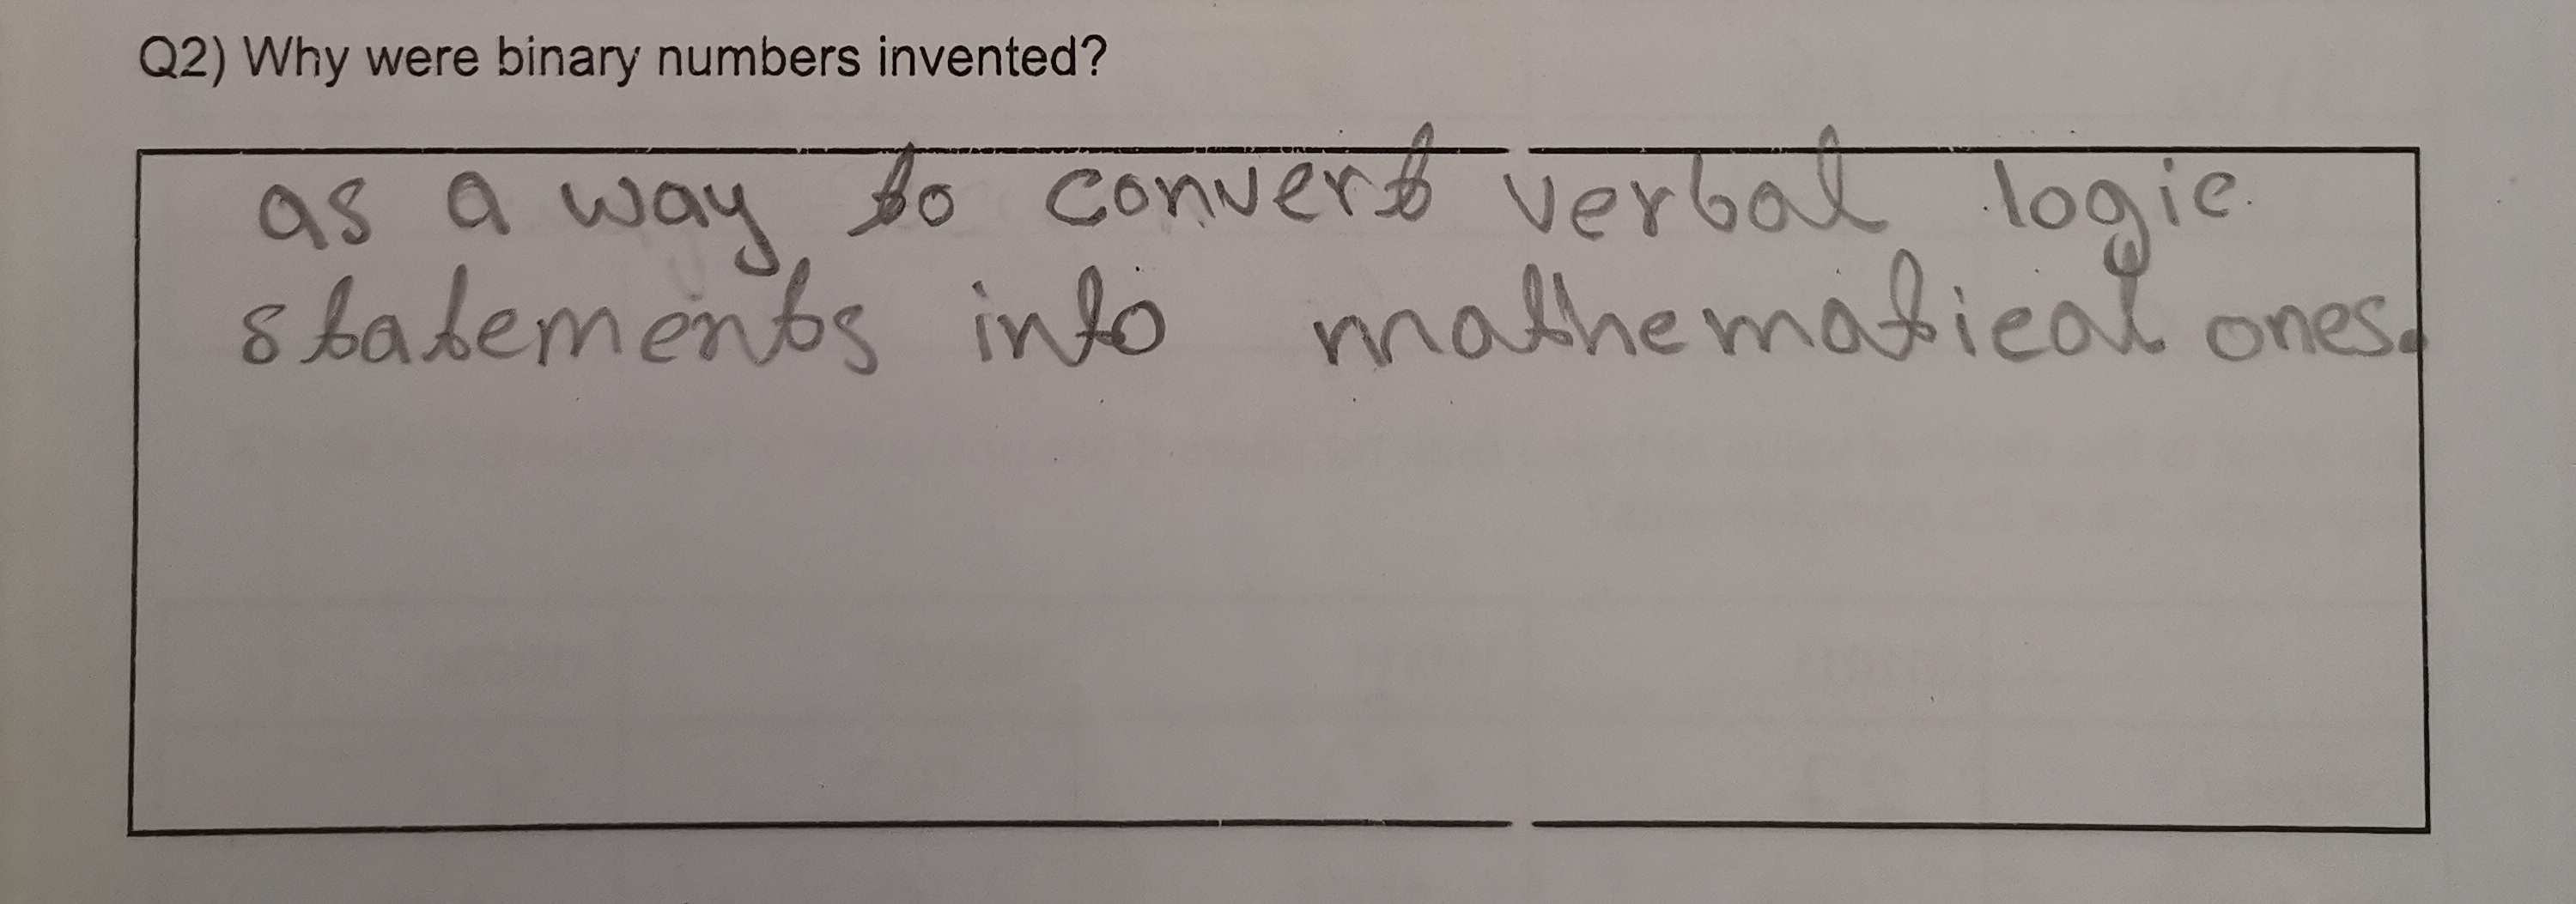 Q2) Why were binary numbers invented?
as a way to convert verbal logic
statements into mathematical ones.